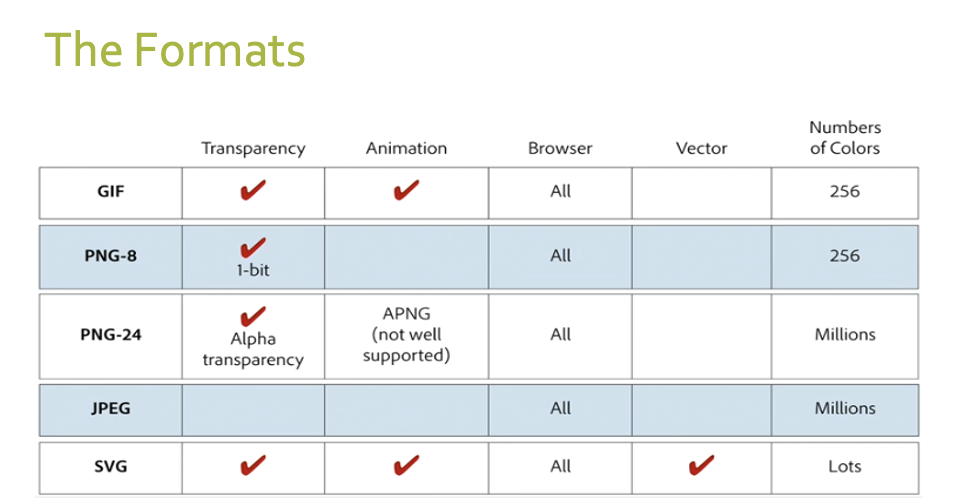 The Formats
Numbers
Transparency Animation Browser Vector of Colors
GIF ✔ ✔ All 256
PNG-8 ✔ All 256
1-bit
PNG-24 ✔ APNG All Millions
Alpha (not well
transparency supported)
JPEG All Millions
SVG ✔ ✔ All ✔ Lots